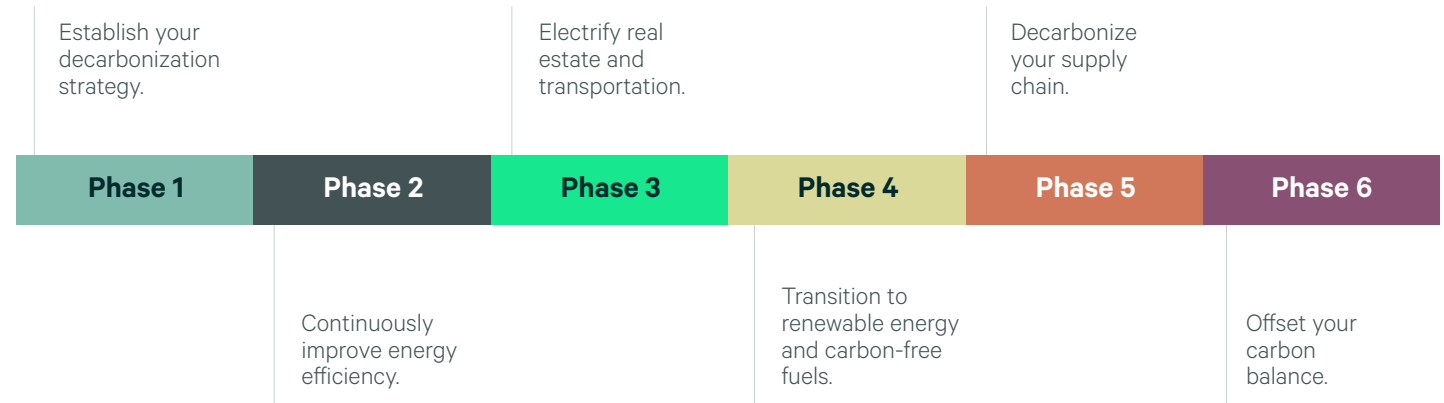 Establish your
decarbonization
strategy.
Electrify real
estate and
transportation.
Decarbonize
your supply
chain.
Phase 1
Phase 2
Phase 3
Phase 4
Phase 5
Phase 6
Continuously
improve energy
efficiency.
Transition to
renewable energy
and carbon-free
fuels.
Offset your
carbon
balance.